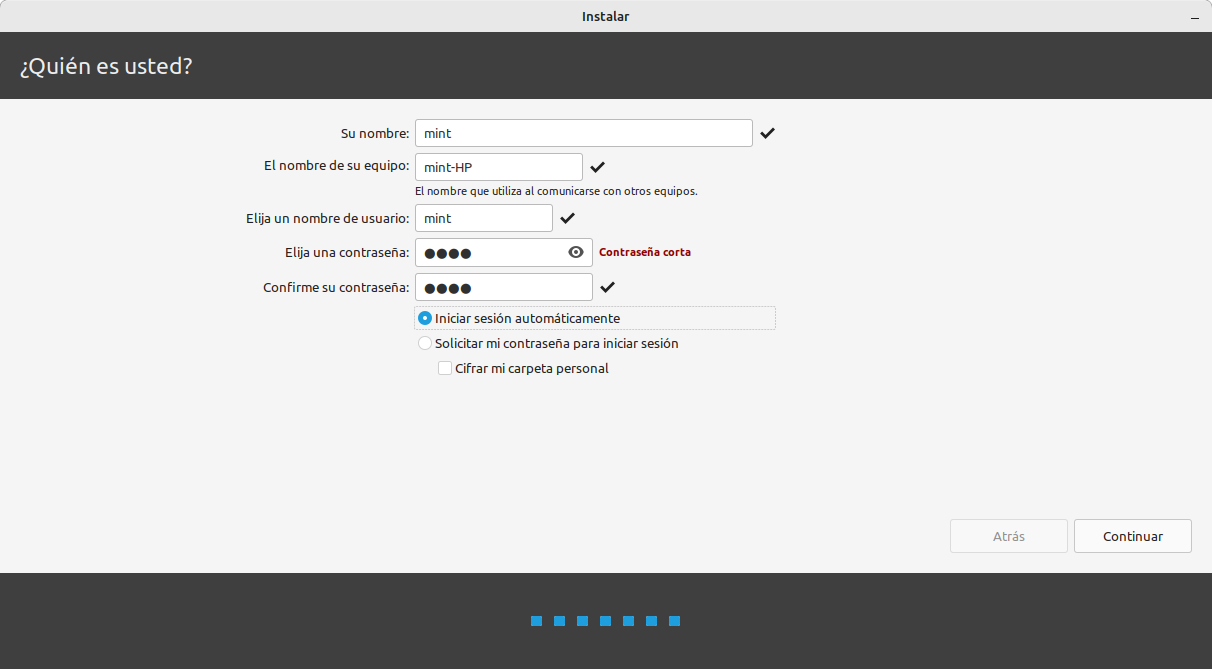 Instalar
¿Quién es usted?
Su nombre: mint
El nombre de su equipo: mint-HP
El nombre que utiliza al comunicarse con otros equipos.
Elija un nombre de usuario: mint
Elija una contraseña: ●●●● Contraseña corta
Confirme su contraseña: ●●●●
Iniciar sesión automáticamente
Solicitar mi contraseña para iniciar sesión
Cifrar mi carpeta personal
Atrás Continuar